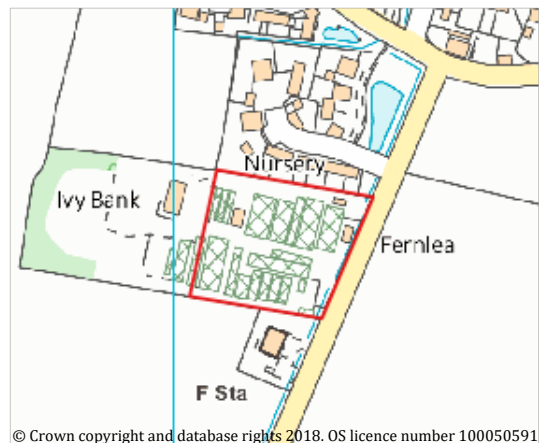 Nursery
Ivy Bank
Fernlea
F Sta
© Crown copyright and database rights 2018. OS licence number 100050591